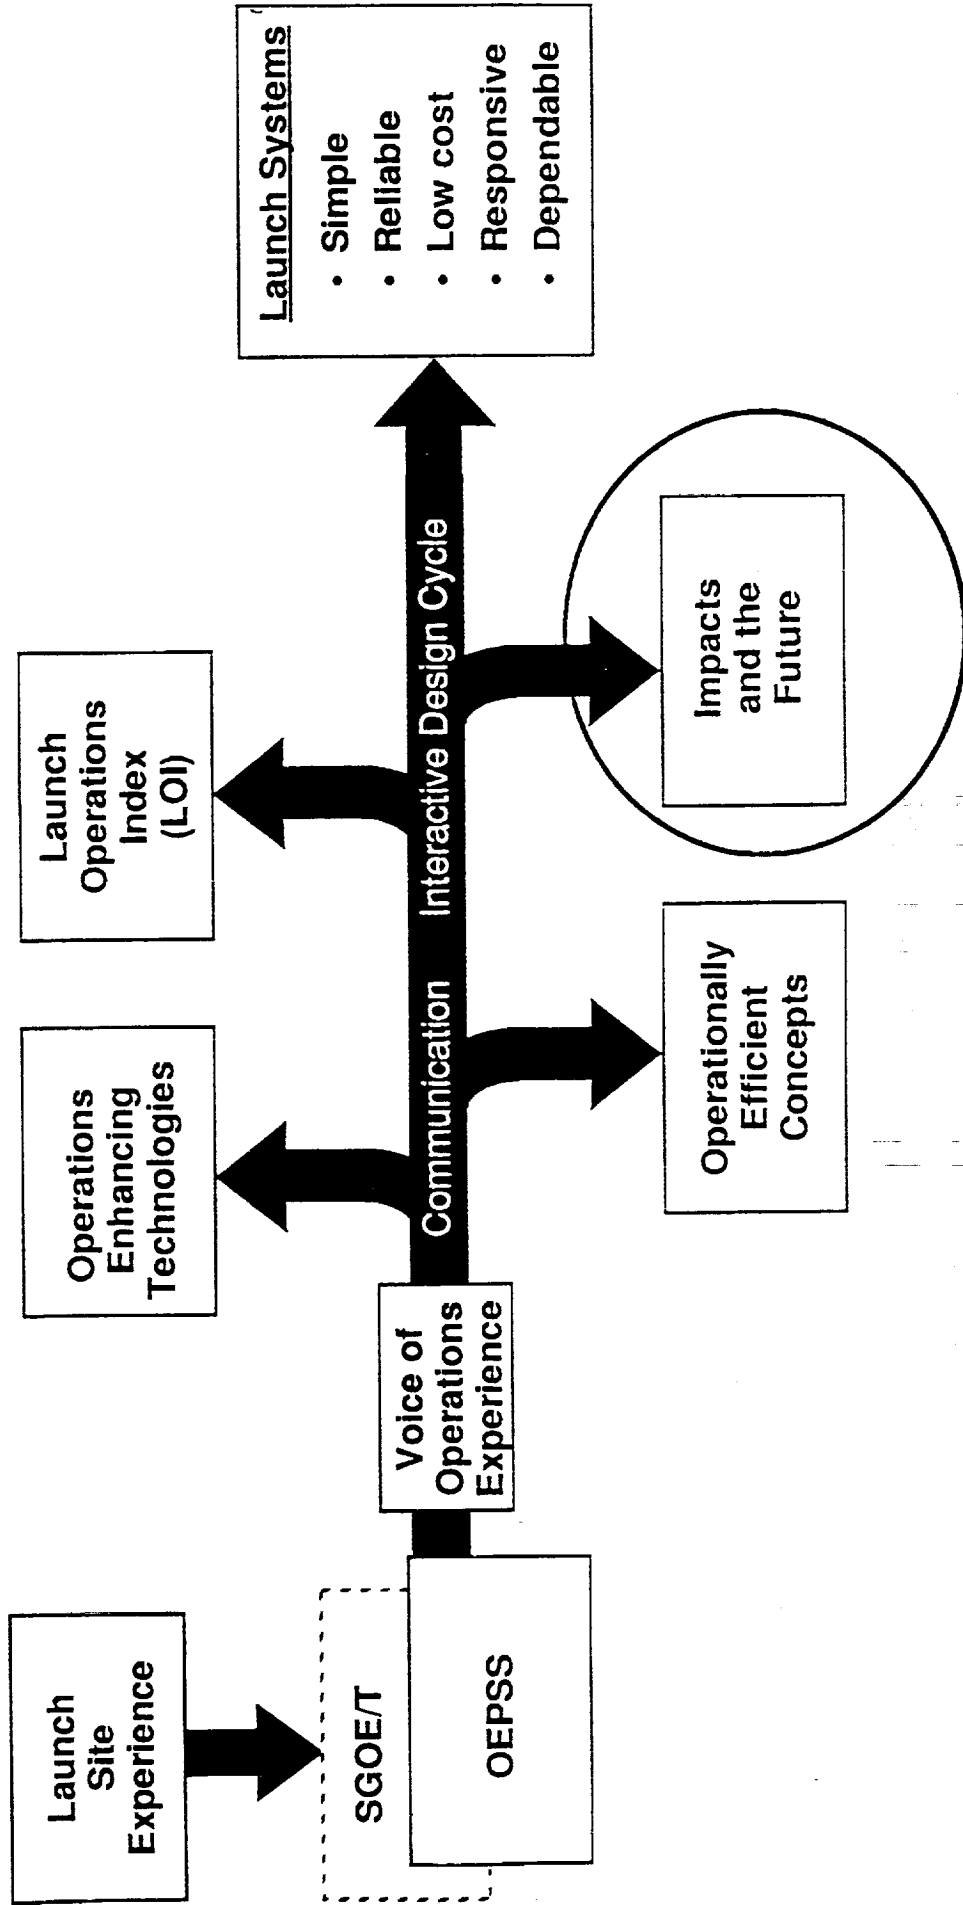 Launch
Site
Experience
SGOE/T
OEPSS
Voice of
Operations
Experience
Operations
Enhancing
Technologies
Launch
Operations
Index
(LOI)
Communication Interactive Design Cycle
Operationally
Efficient
Concepts
Impacts
and the
Future
Launch Systems
• Simple
• Reliable
• Low cost
• Responsive
• Dependable